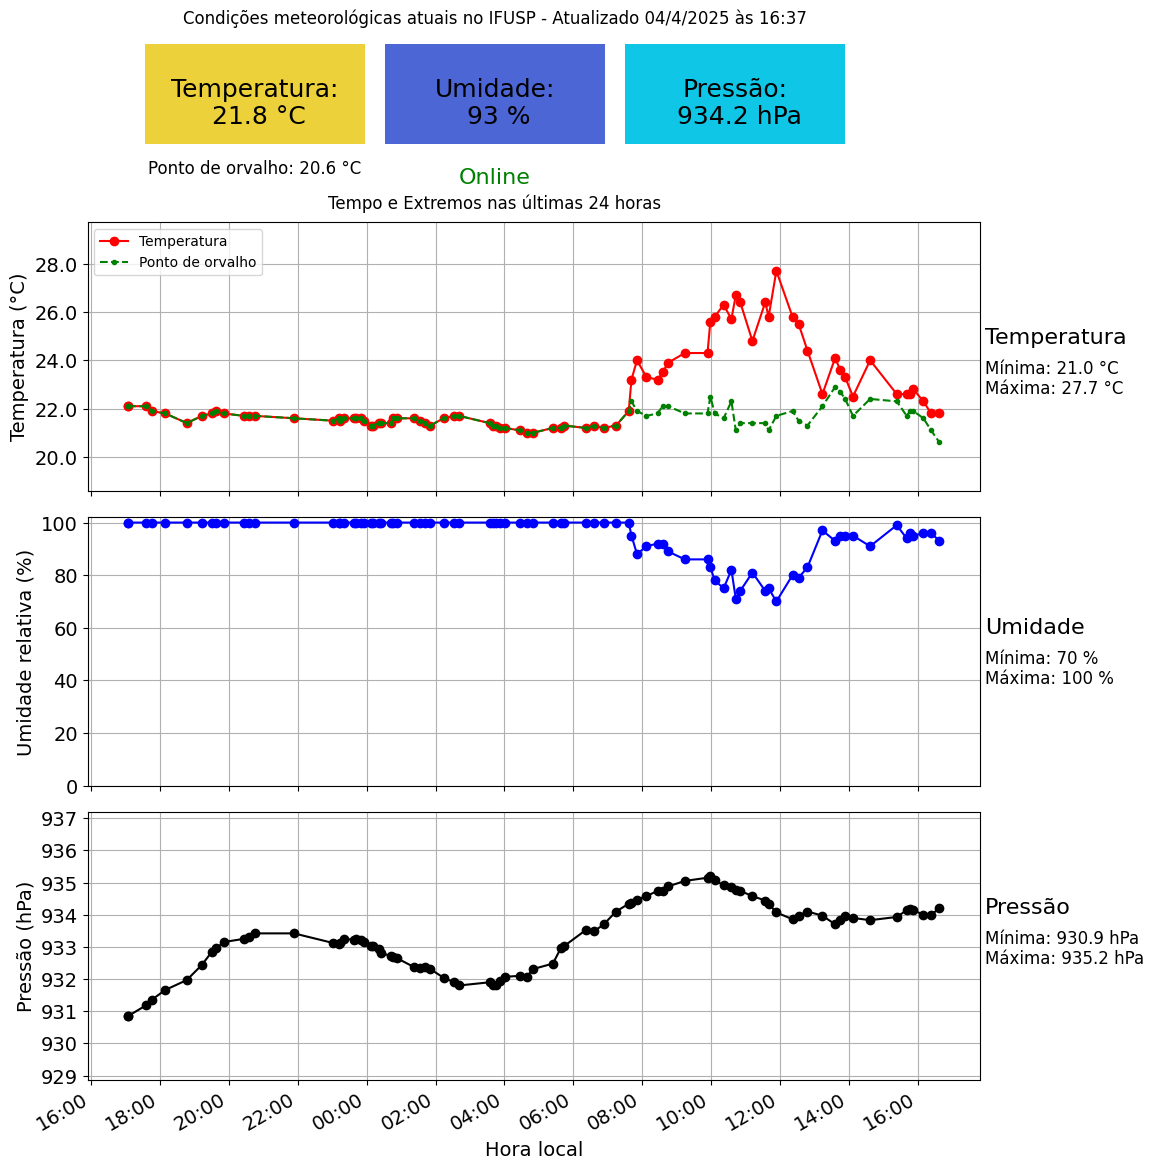 Condições meteorológicas atuais no IFUSP - Atualizado 04/4/2025 às 16:37
Temperatura:
21.8 °C
Umidade:
93 %
Pressão:
934.2 hPa
Ponto de orvalho: 20.6 °C
Online
Tempo e Extremos nas últimas 24 horas
Temperatura
Ponto de orvalho
Temperatura (°C)
28.0
26.0
24.0
22.0
20.0
Temperatura
Mínima: 21.0 °C
Máxima: 27.7 °C
Umidade relativa (%)
100
80
60
40
20
0
Umidade
Mínima: 70 %
Máxima: 100 %
Pressão (hPa)
937
936
935
934
933
932
931
930
929
Pressão
Mínima: 930.9 hPa
Máxima: 935.2 hPa
16:00 18:00 20:00 22:00 00:00 02:00 04:00 06:00 08:00 10:00 12:00 14:00 16:00
Hora local